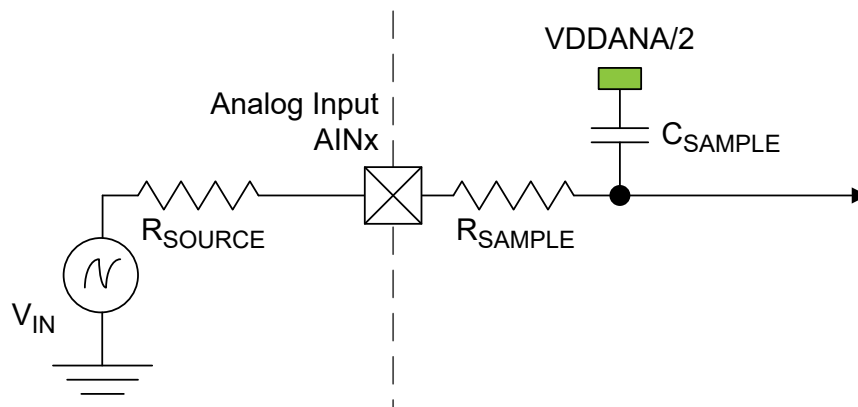 VDDANA/2
Analog Input
AINx
CSAMPLE
RSOURCE
RSAMPLE
VIN